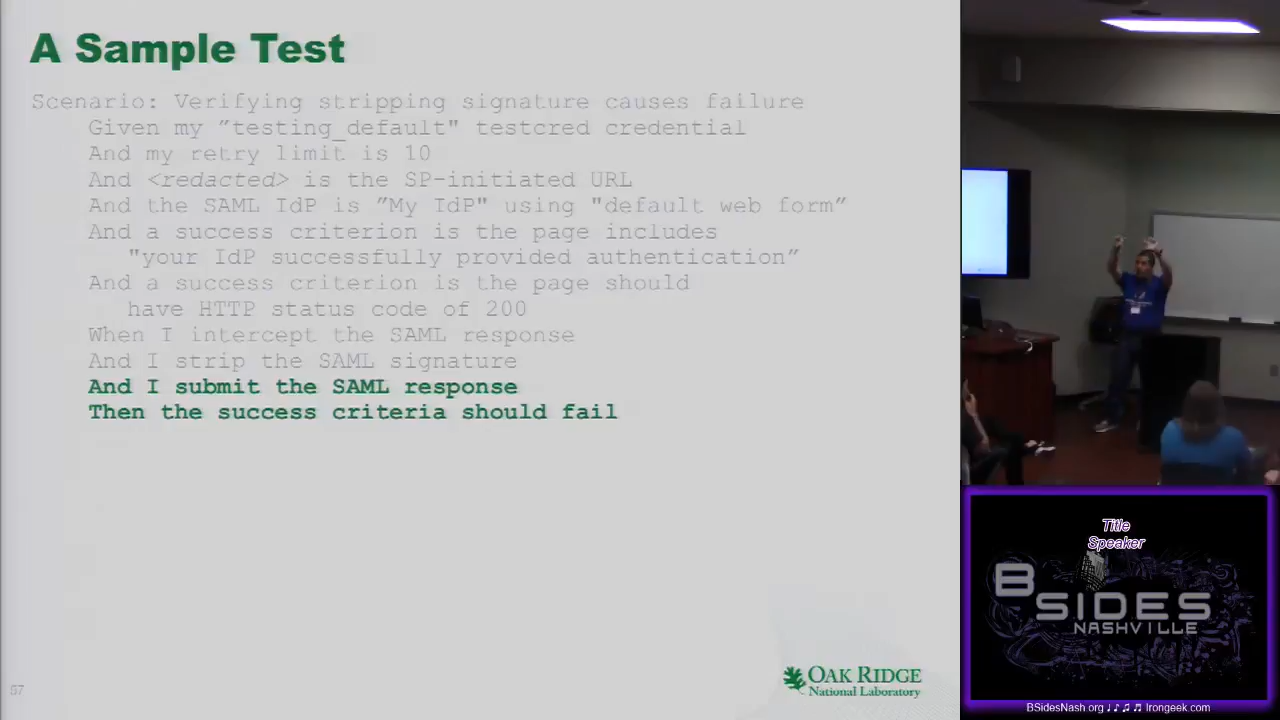 A Sample Test
Scenario: Verifying stripping signature causes failure
Given my ”testing_default" testcred credential
And my retry limit is 10
And <redacted> is the SP-initiated URL
And the SAML IdP is ”My IdP" using "default web form”
And a success criterion is the page includes
"your IdP successfully provided authentication”
And a success criterion is the page should
have HTTP status code of 200
When I intercept the SAML response
And I strip the SAML signature
And I submit the SAML response
Then the success criteria should fail
57
OAK RIDGE
National Laboratory
Title
Speaker
BSIDES
NASHVILLE
BSidesNash.org ♩ ♪ ♫ ♬ Irongeek.com